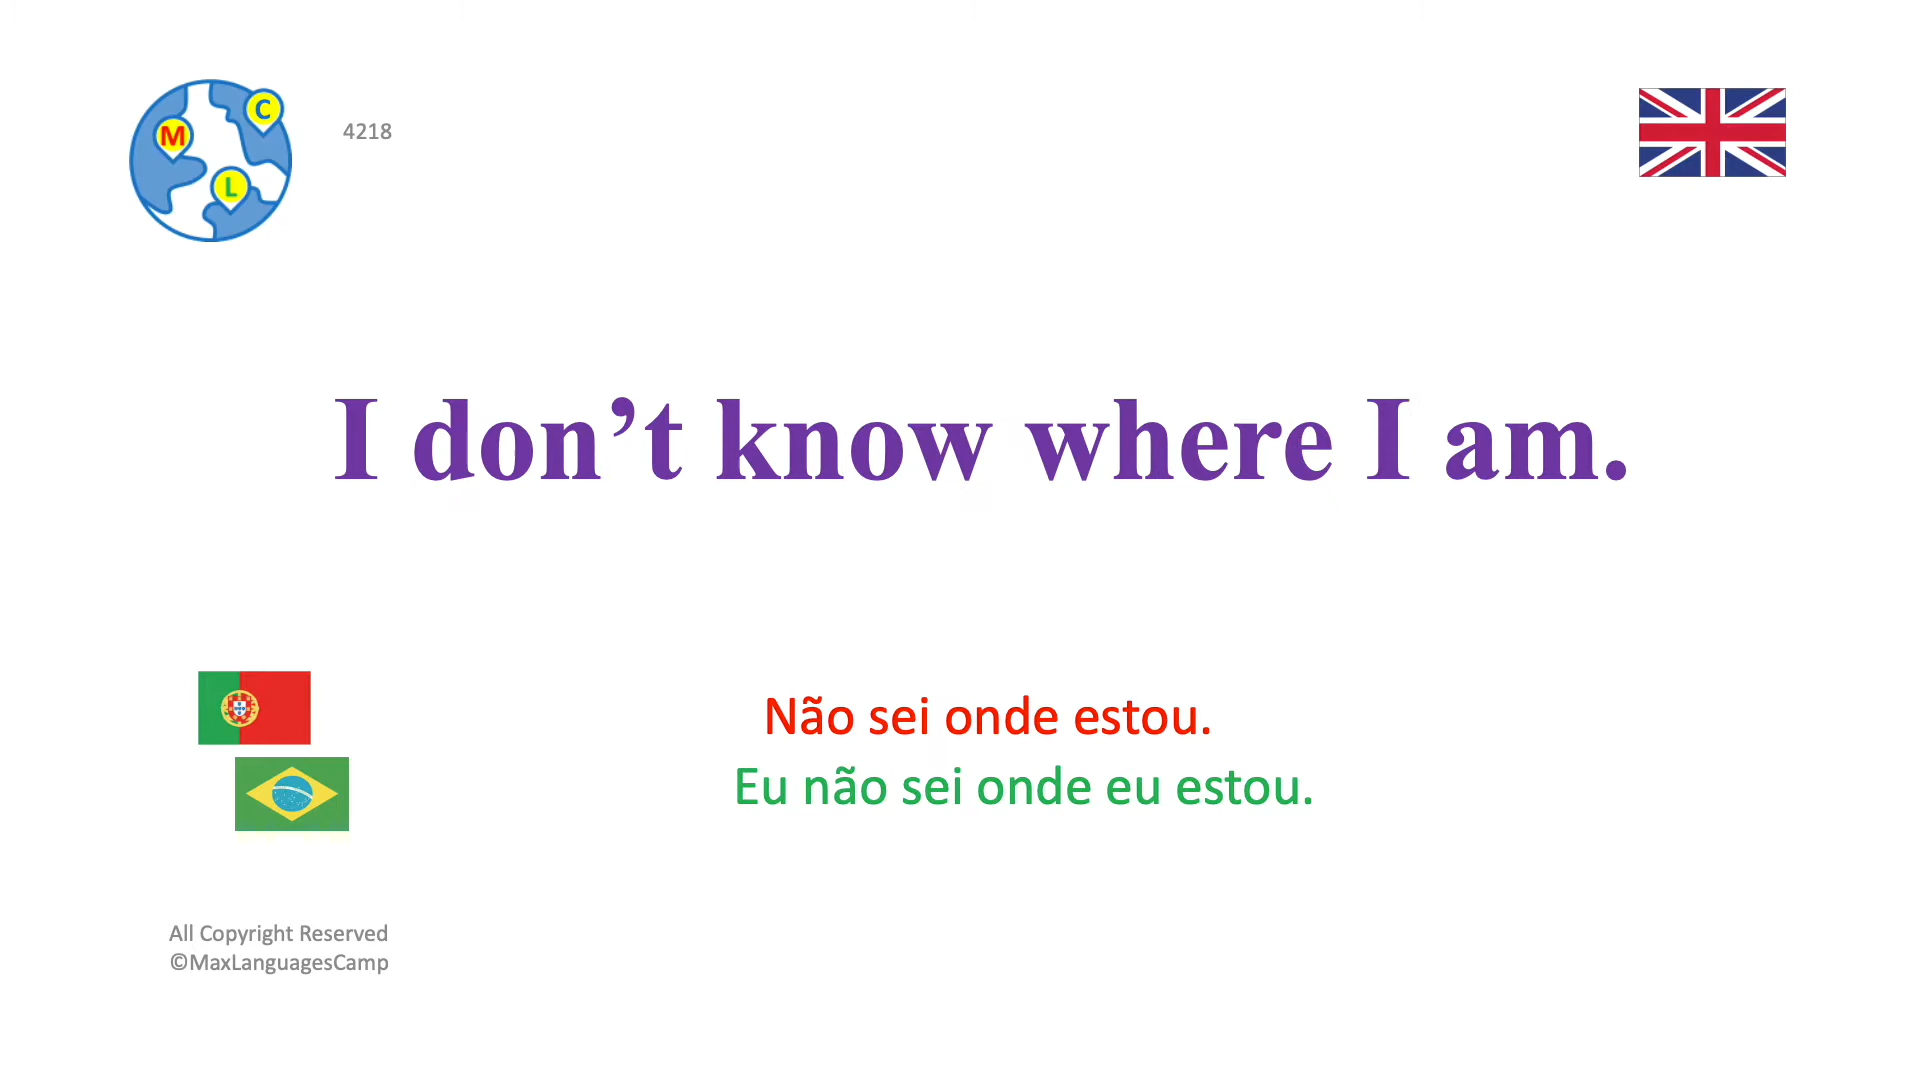 M
C
L
4218
I don’t know where I am.
Não sei onde estou.
Eu não sei onde eu estou.
All Copyright Reserved
©MaxLanguagesCamp